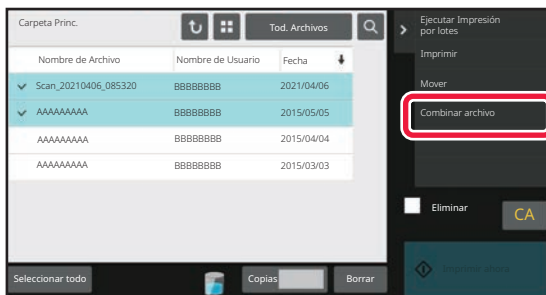 Carpeta Princ.
Tod. Archivos
Nombre de Archivo Nombre de Usuario Fecha
Scan_20210406_085320 BBBBBBBB 2021/04/06
AAAAAAAAA BBBBBBBB 2015/05/05
AAAAAAAAA BBBBBBBB 2015/04/04
AAAAAAAAA BBBBBBBB 2015/03/03
Seleccionar todo
Copias
Borrar
Ejecutar Impresión
por lotes
Imprimir
Mover
Combinar archivo
Eliminar
CA
Imprimir ahora